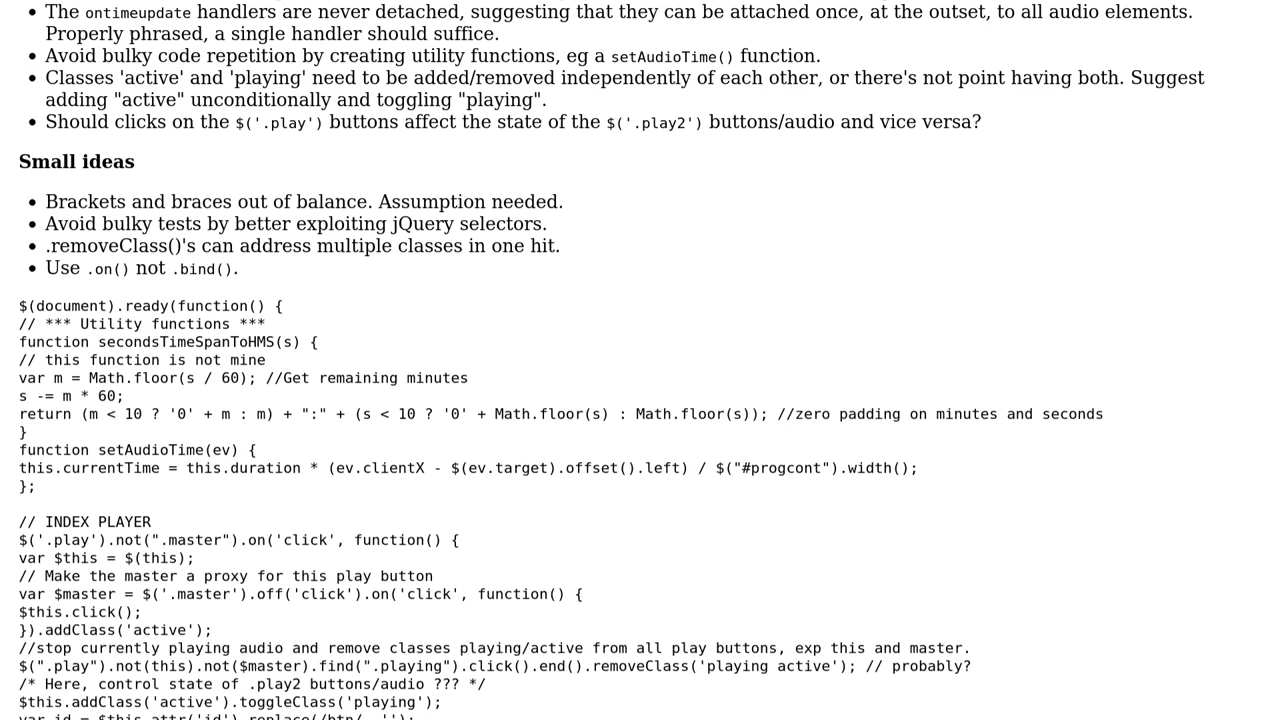 The ontimeupdate handlers are never detached, suggesting that they can be attached once, at the outset, to all audio elements.
Properly phrased, a single handler should suffice.
Avoid bulky code repetition by creating utility functions, eg a setAudioTime() function.
Classes 'active' and 'playing' need to be added/removed independently of each other, or there's not point having both. Suggest
adding "active" unconditionally and toggling "playing".
Should clicks on the $('.play') buttons affect the state of the $('.play2') buttons/audio and vice versa?
Small ideas
Brackets and braces out of balance. Assumption needed.
Avoid bulky tests by better exploiting jQuery selectors.
.removeClass()'s can address multiple classes in one hit.
Use .on() not .bind().
$(document).ready(function() {
// *** Utility functions ***
function secondsTimeSpanToHMS(s) {
// this function is not mine
var m = Math.floor(s / 60); //Get remaining minutes
s -= m * 60;
return (m < 10 ? '0' + m : m) + ":" + (s < 10 ? '0' + Math.floor(s) : Math.floor(s)); //zero padding on minutes and seconds
}
function setAudioTime(ev) {
this.currentTime = this.duration * (ev.clientX - $(ev.target).offset().left) / $("#progcont").width();
};
// INDEX PLAYER
$('.play').not(".master").on('click', function() {
var $this = $(this);
// Make the master a proxy for this play button
var $master = $('.master').off('click').on('click', function() {
$this.click();
}).addClass('active');
//stop currently playing audio and remove classes playing/active from all play buttons, exp this and master.
$(".play").not(this).not($master).find(".playing").click().end().removeClass('playing active'); // probably?
/* Here, control state of .play2 buttons/audio ??? */
$this.addClass('active').toggleClass('playing');
var id = $this.attr('id').replace(/btn/, '');